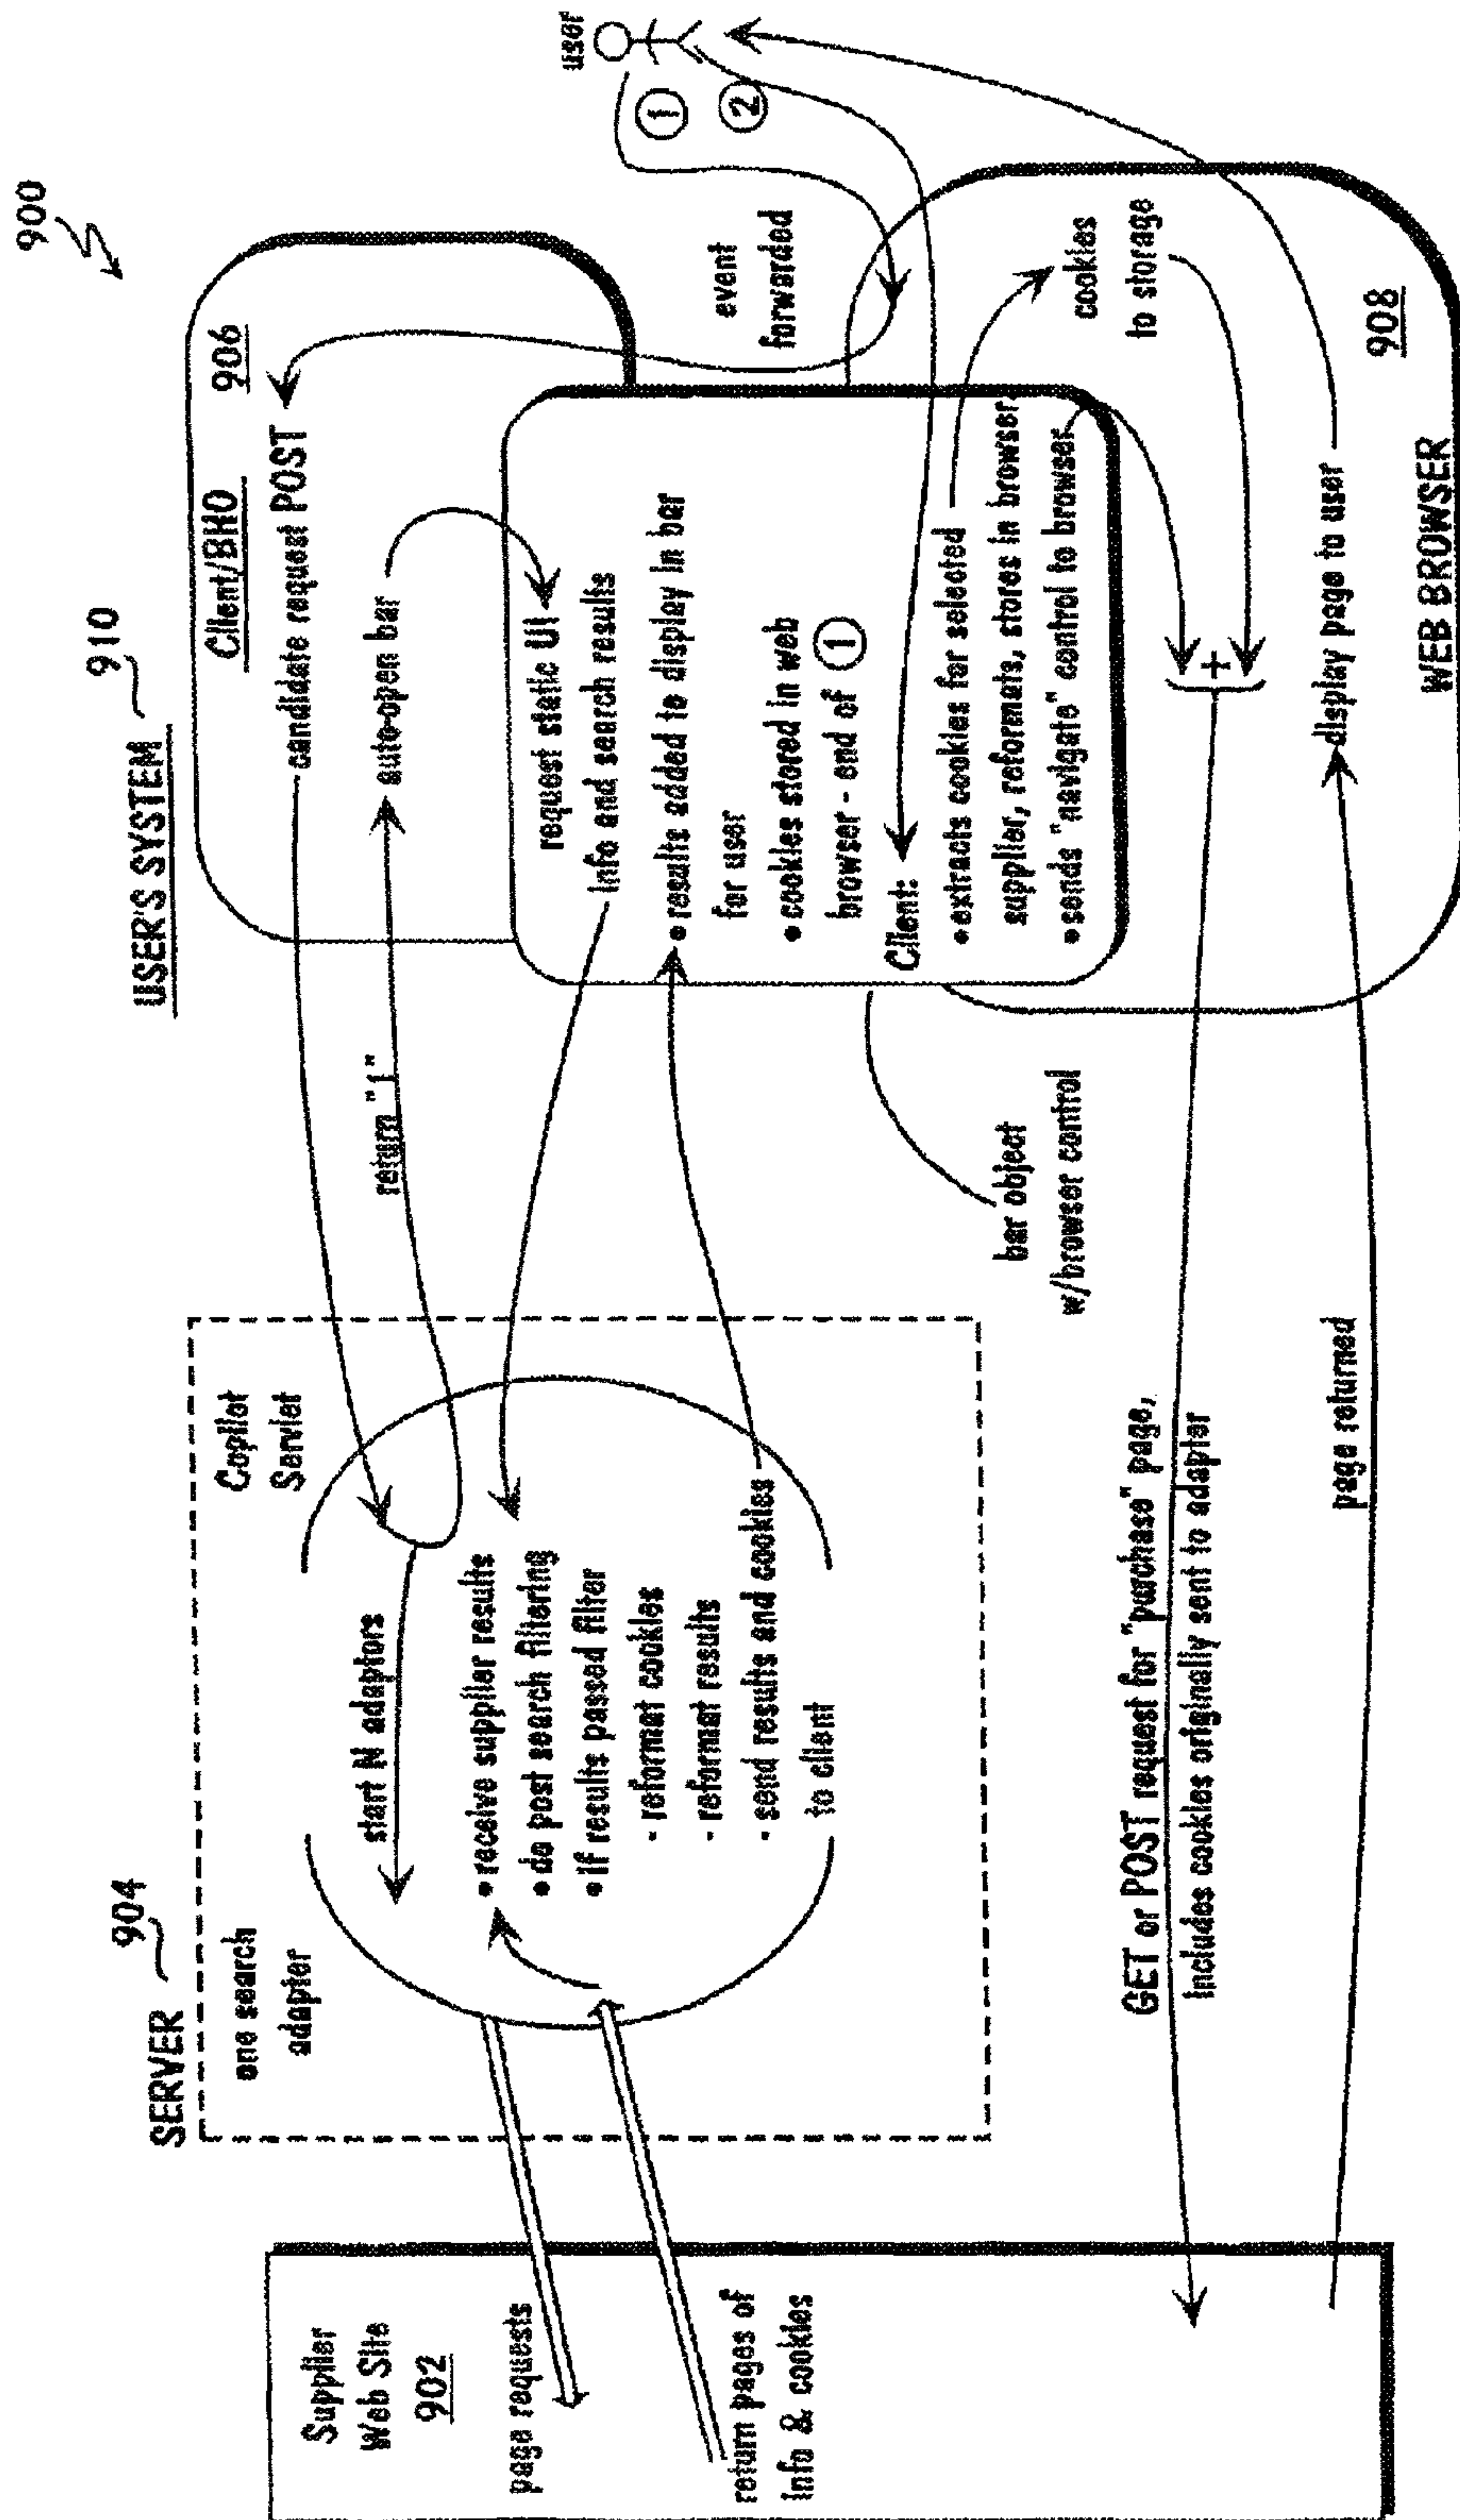 900
USER'S SYSTEM
910
SERVER
904
Supplier
Web Site
902
page requests
return pages of
info & cookies
one search
adapter
Copilot
Servlet
start N adaptors
• receive supplier results
• do post search filtering
• if results passed filter
- reformat cookies
- reformat results
- send results and cookies
to client
return "1"
Client/BHO
906
candidate request POST
auto-open bar
request static UI
info and search results
• results added to display in bar
for user
• cookies stored in web
browser - end of ①
Client:
• extracts cookies for selected
supplier, reformats, stores in browser
• sends "navigate" control to browser
bar object
w/browser control
event
forwarded
user
①
②
cookies
to storage
908
+
display page to user
WEB BROWSER
GET or POST request for "purchase" page,
includes cookies originally sent to adapter
page returned